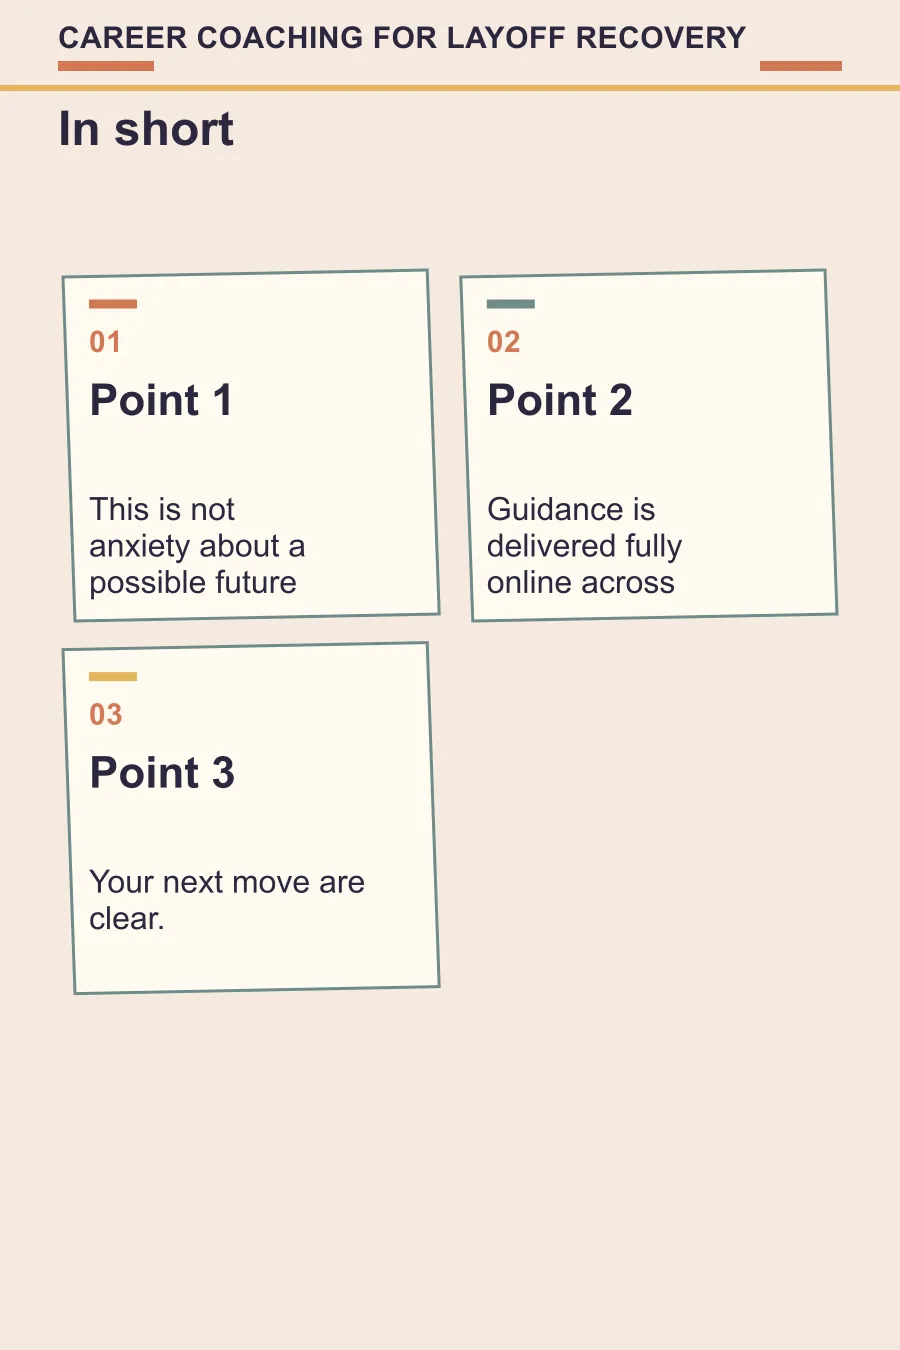 CAREER COACHING FOR LAYOFF RECOVERY
In short
01
Point 1
This is not
anxiety about a
possible future
02
Point 2
Guidance is
delivered fully
online across
03
Point 3
Your next move are
clear.